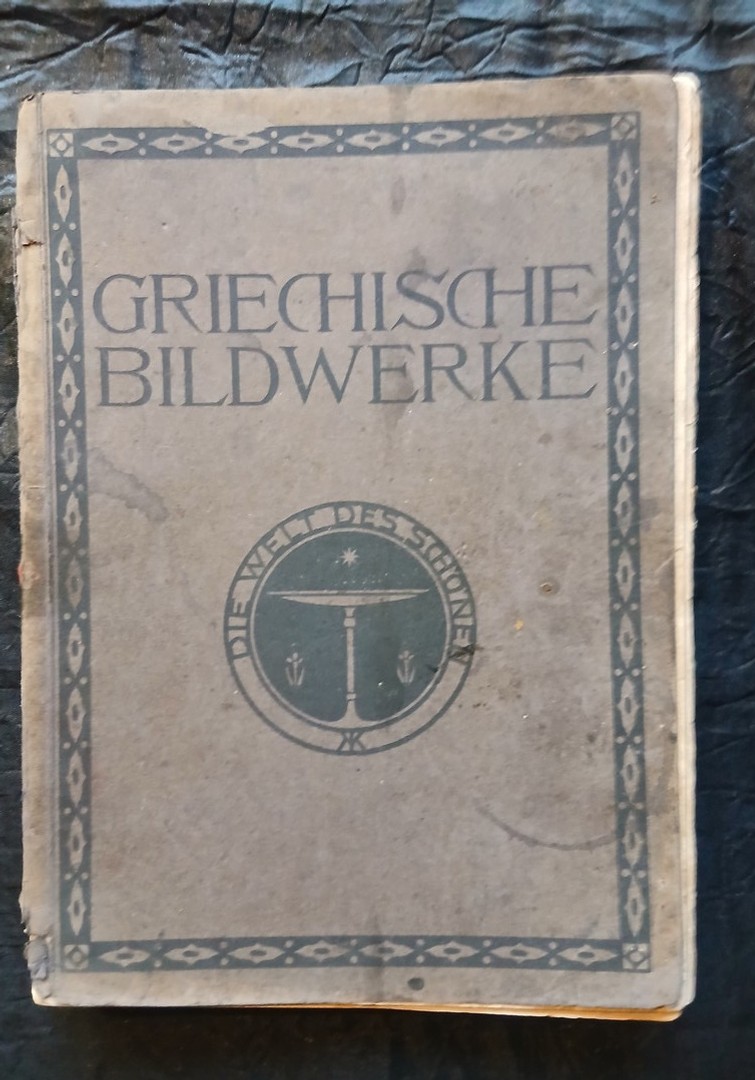 GRIECHISCHE
BILDWERKE
DIE WELT DES SCHÖNEN